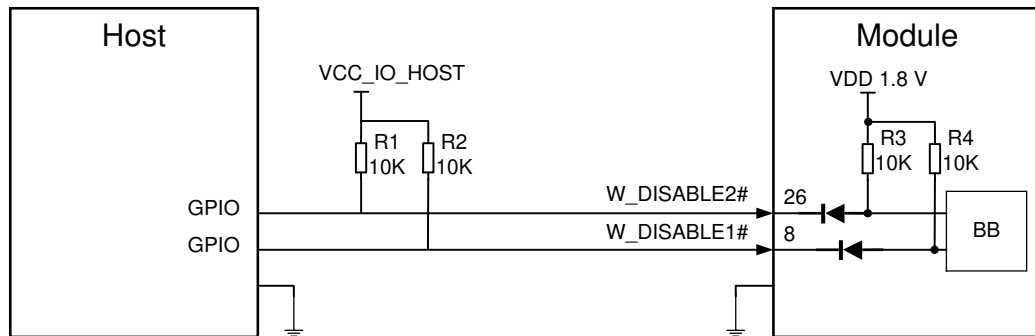 Host
Module
VCC_IO_HOST
VDD 1.8 V
R1
10K
R2
10K
R3
10K
R4
10K
GPIO
W_DISABLE2#
26
GPIO
W_DISABLE1#
8
BB